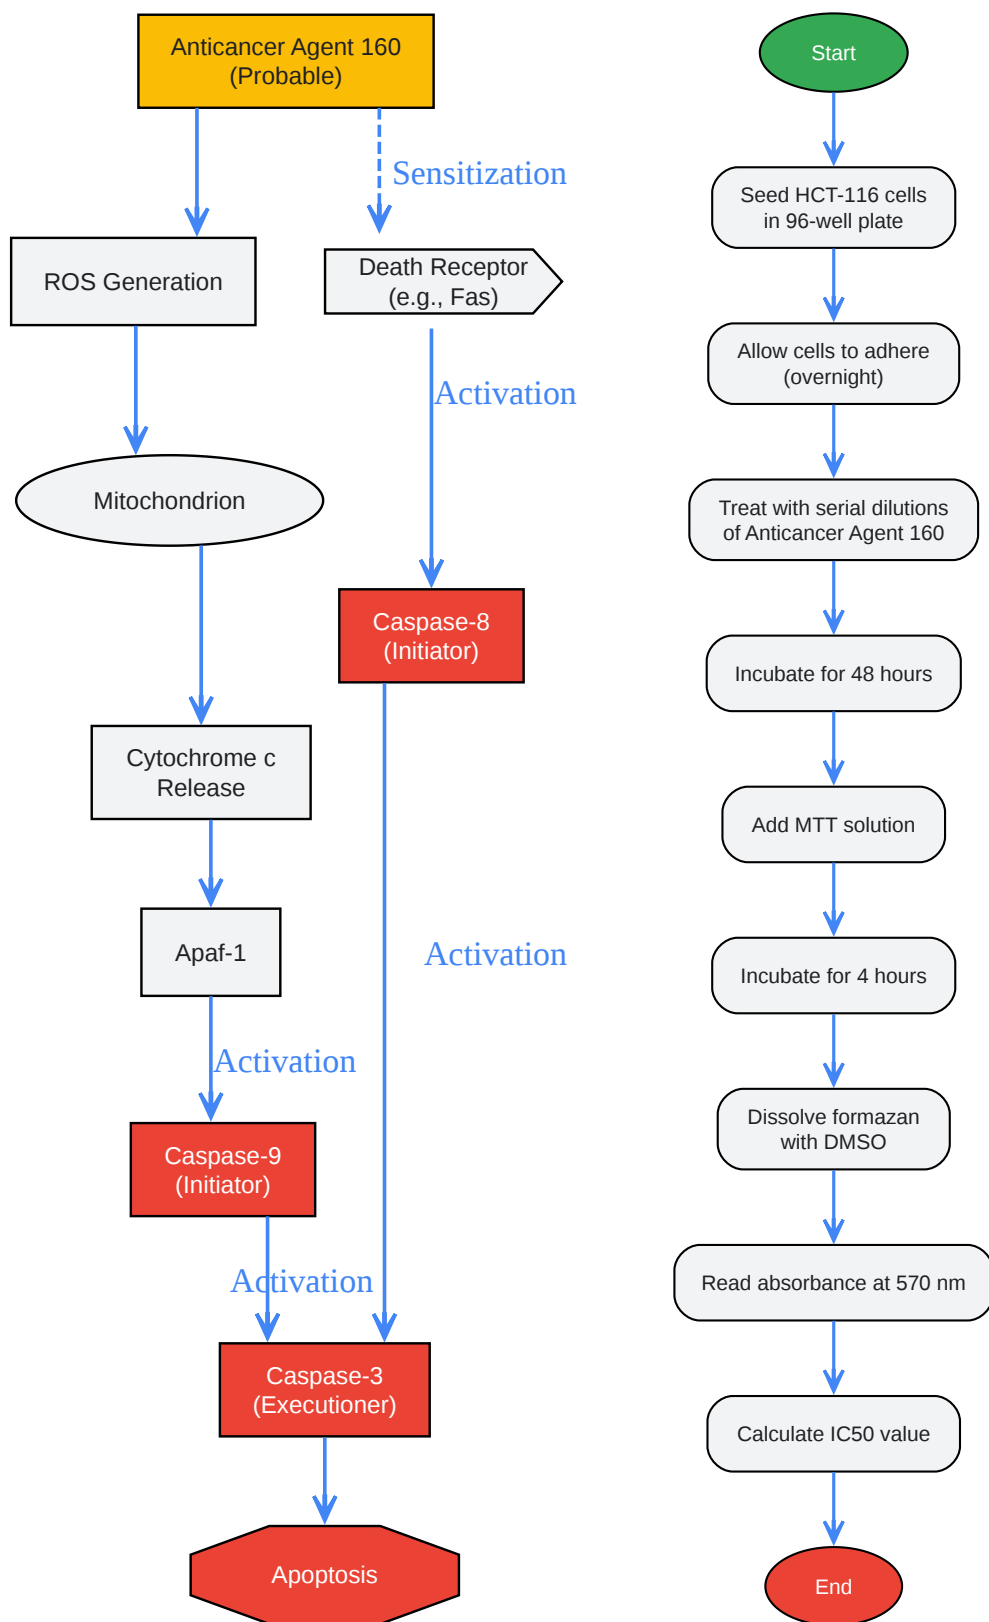 Anticancer Agent 160
(Probable)
Sensitization
ROS Generation
Death Receptor
(e.g., Fas)
Activation
Mitochondrion
Caspase-8
(Initiator)
Cytochrome c
Release
Apaf-1
Activation
Activation
Caspase-9
(Initiator)
Activation
Caspase-3
(Executioner)
Apoptosis
Start
Seed HCT-116 cells
in 96-well plate
Allow cells to adhere
(overnight)
Treat with serial dilutions
of Anticancer Agent 160
Incubate for 48 hours
Add MTT solution
Incubate for 4 hours
Dissolve formazan
with DMSO
Read absorbance at 570 nm
Calculate IC50 value
End